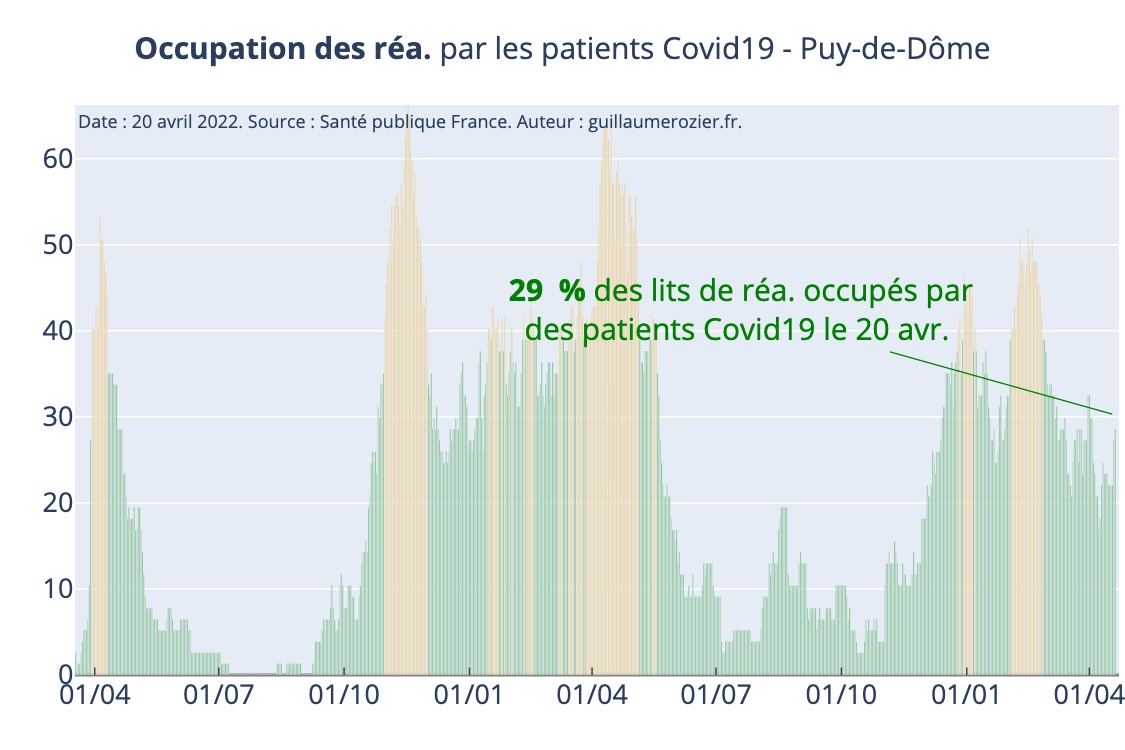 Occupation des réa. par les patients Covid19 - Puy-de-Dôme
Date : 20 avril 2022. Source : Santé publique France. Auteur : guillaumerozier.fr.
60
50
29  % des lits de réa. occupés par
des patients Covid19 le 20 avr.
40
30
20
10
0
01/04 01/07 01/10 01/01 01/04 01/07 01/10 01/01 01/04